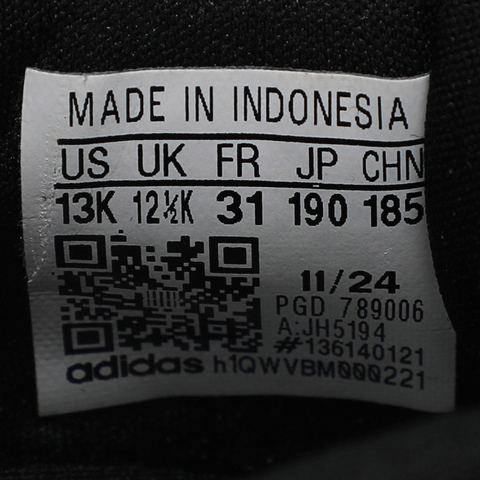 MADE IN INDONESIA
US UK FR JP CHN
13K 12½K 31 190 185
11/24
PGD 789006
A:JH5194
#136140121
adidas h1QWVBM000221